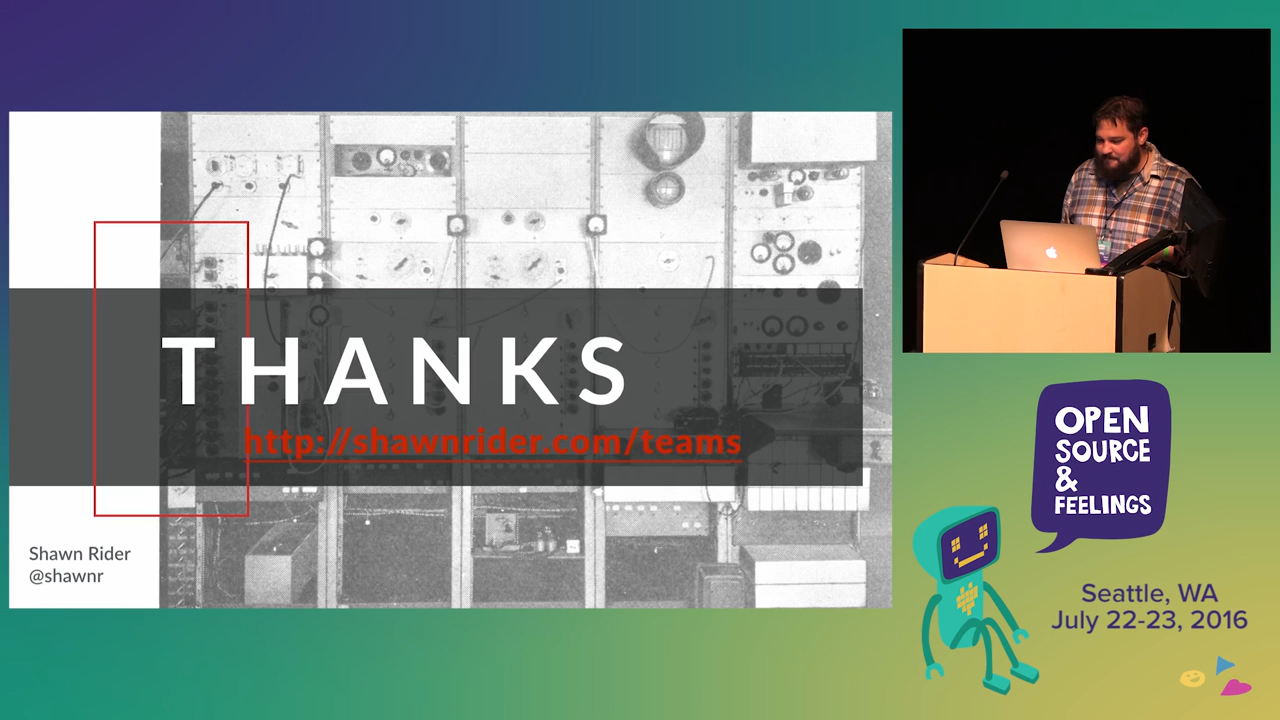 THANKS
http://shawnrider.com/teams
Shawn Rider
@shawnr
OPEN
SOURCE
&
FEELINGS
Seattle, WA
July 22-23, 2016